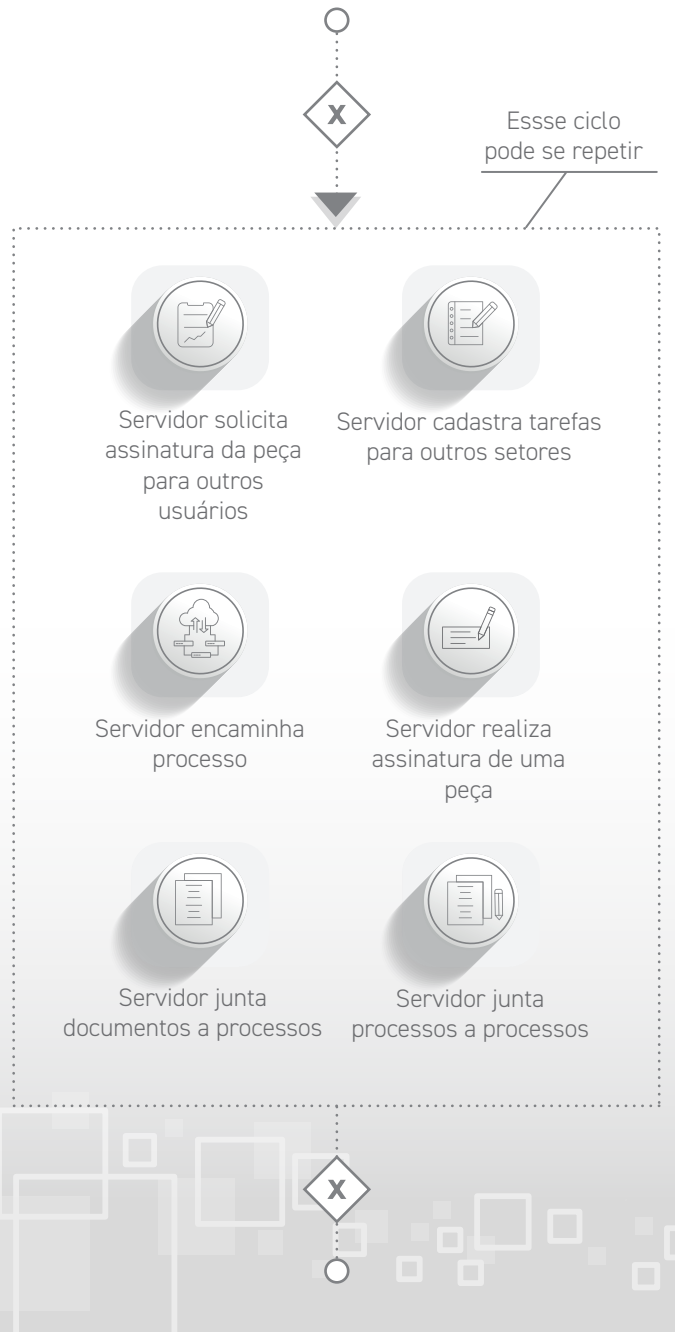 X
Essse ciclo
pode se repetir
Servidor solicita
assinatura da peça
para outros
usuários
Servidor cadastra tarefas
para outros setores
Servidor encaminha
processo
Servidor realiza
assinatura de uma
peça
Servidor junta
documentos a processos
Servidor junta
processos a processos
X